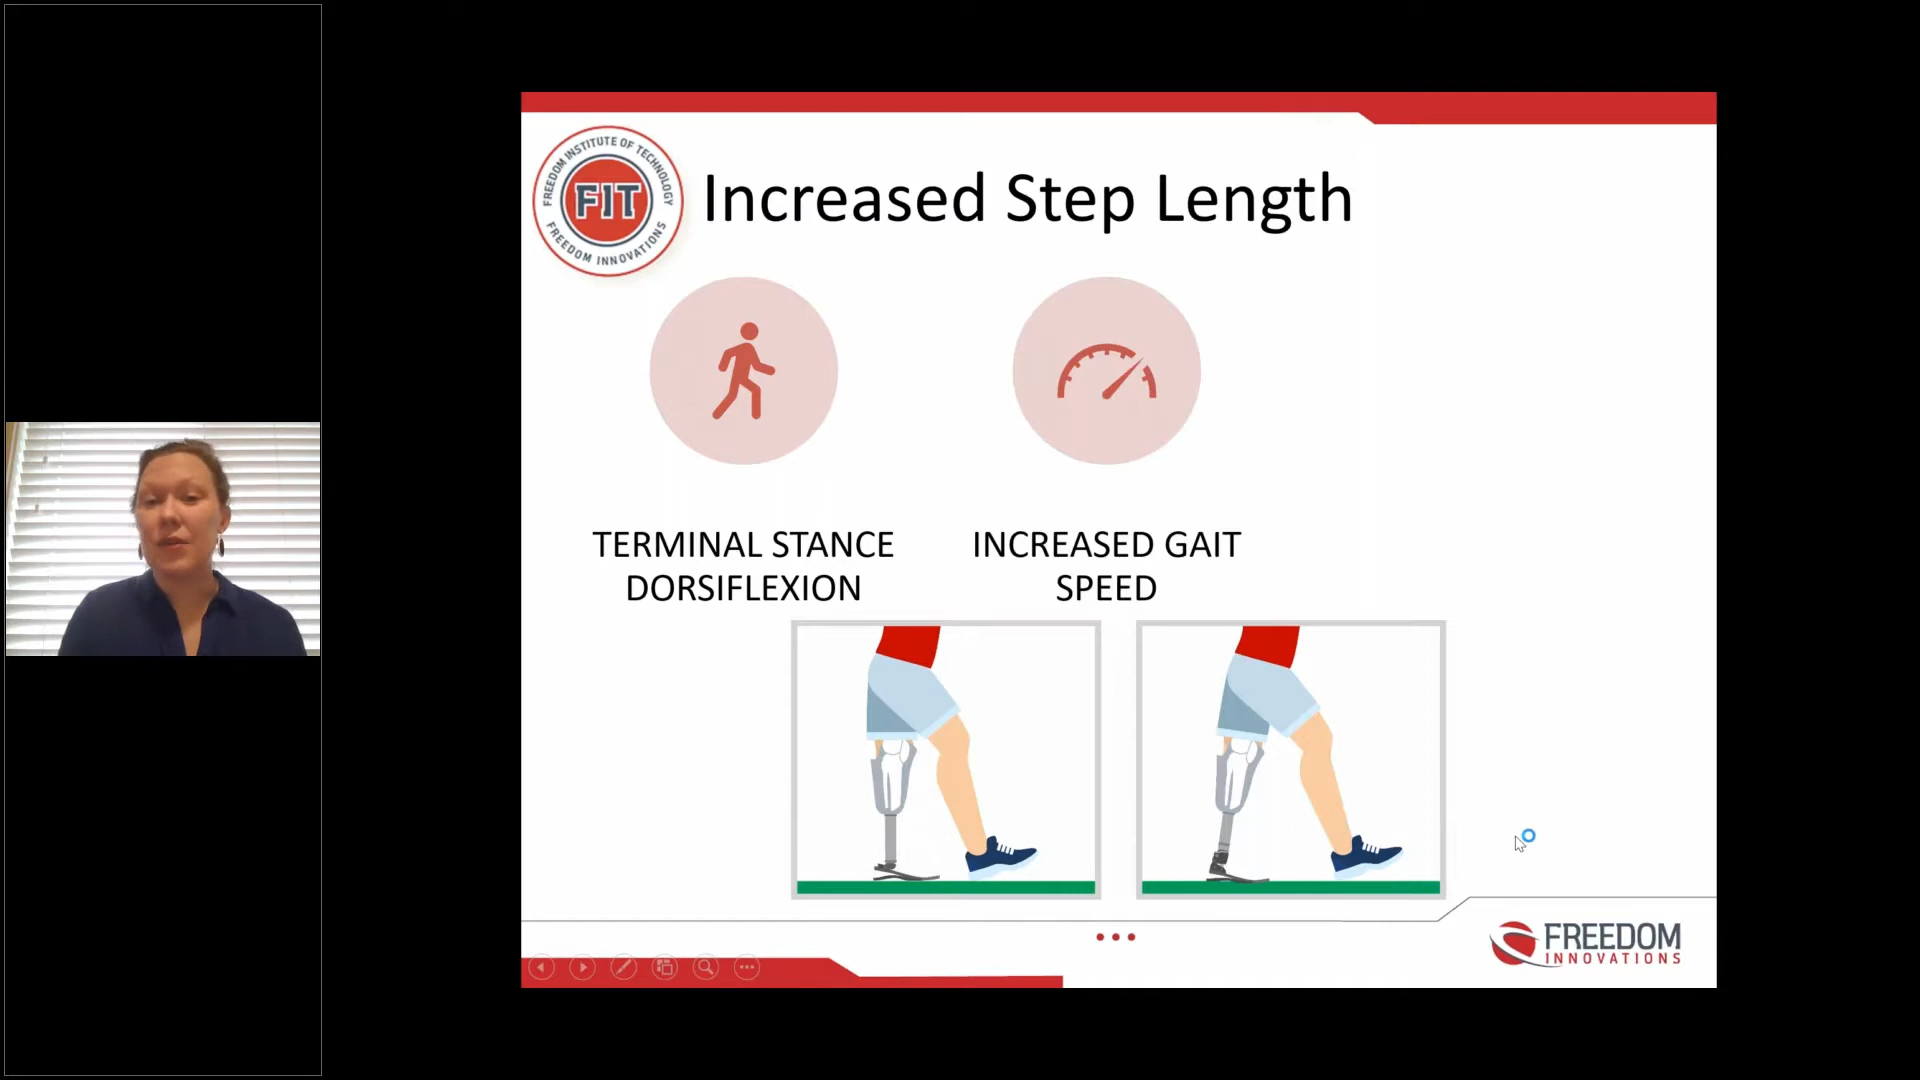 FREEDOM INSTITUTE OF TECHNOLOGY
FIT
FREEDOM INNOVATIONS
Increased Step Length
TERMINAL STANCE
DORSIFLEXION
INCREASED GAIT
SPEED
FREEDOM
INNOVATIONS